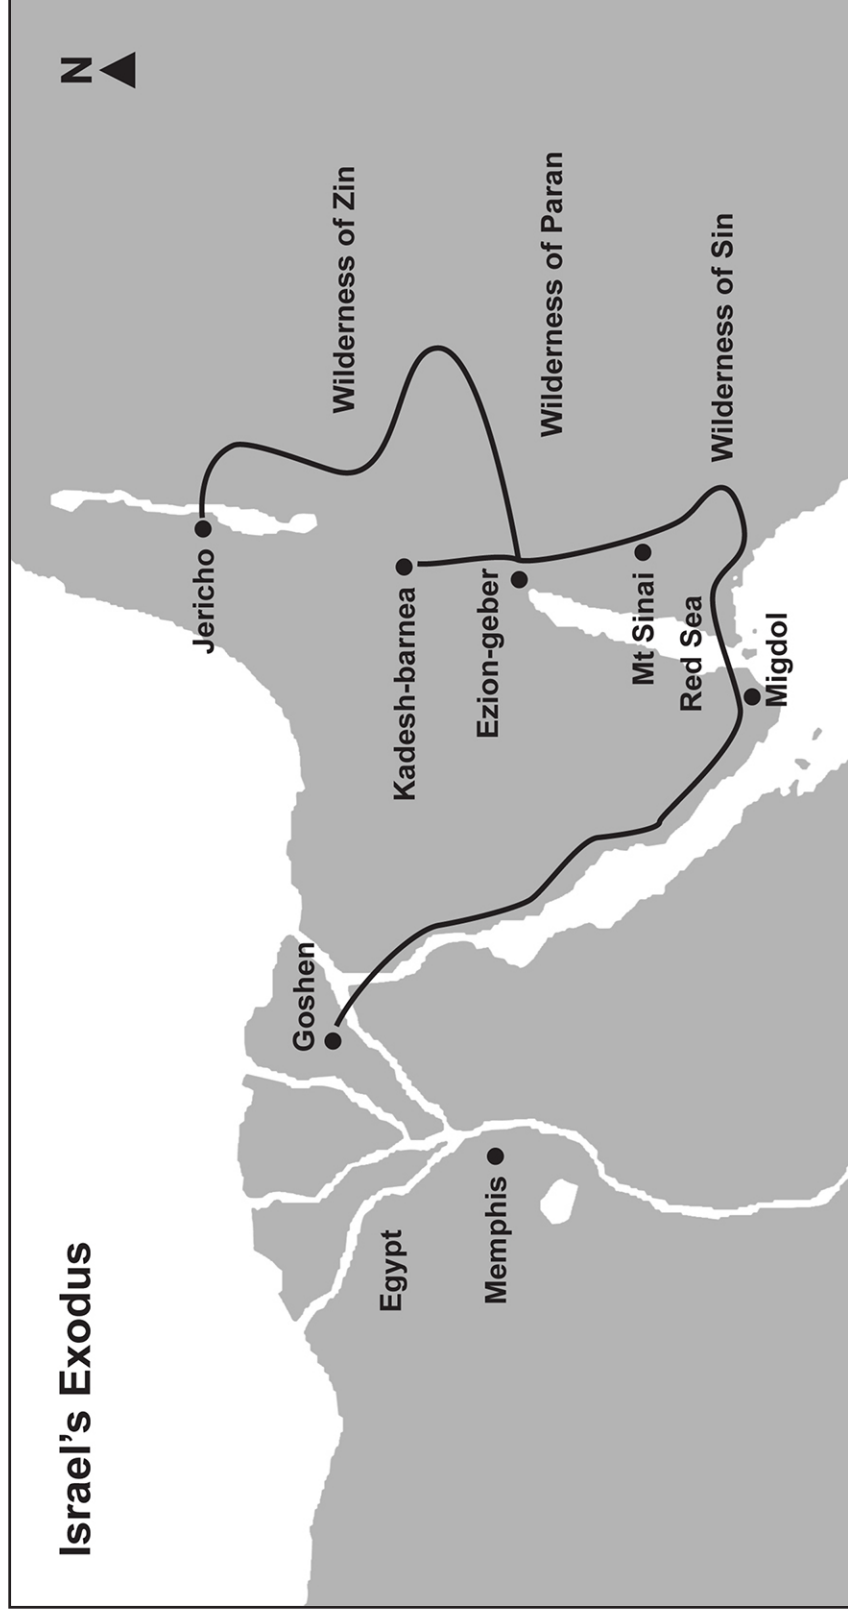 Israel’s Exodus
N
Jericho
Goshen
Wilderness of Zin
Egypt
Kadesh-barnea
Memphis
Ezion-geber
Wilderness of Paran
Mt Sinai
Red Sea
Wilderness of Sin
Migdol